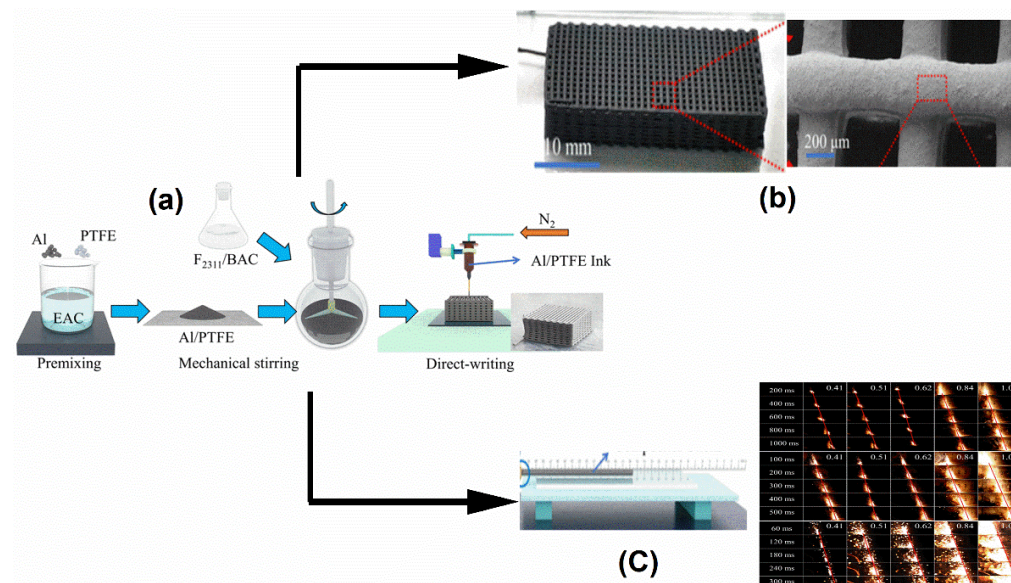 10 mm
200 μm
(b)
(a)
Al
PTFE
F2311/BAC
N2
Al/PTFE Ink
EAC
Al/PTFE
Premixing
Mechanical stirring
Direct-writing
(C)
200 ms 0.41 0.51 0.62 0.84
400 ms
600 ms
800 ms
1000 ms
100 ms 0.41 0.51 0.62 0.84
200 ms
300 ms
400 ms
500 ms
60 ms 0.41 0.51 0.62 0.84
120 ms
180 ms
240 ms
300 ms